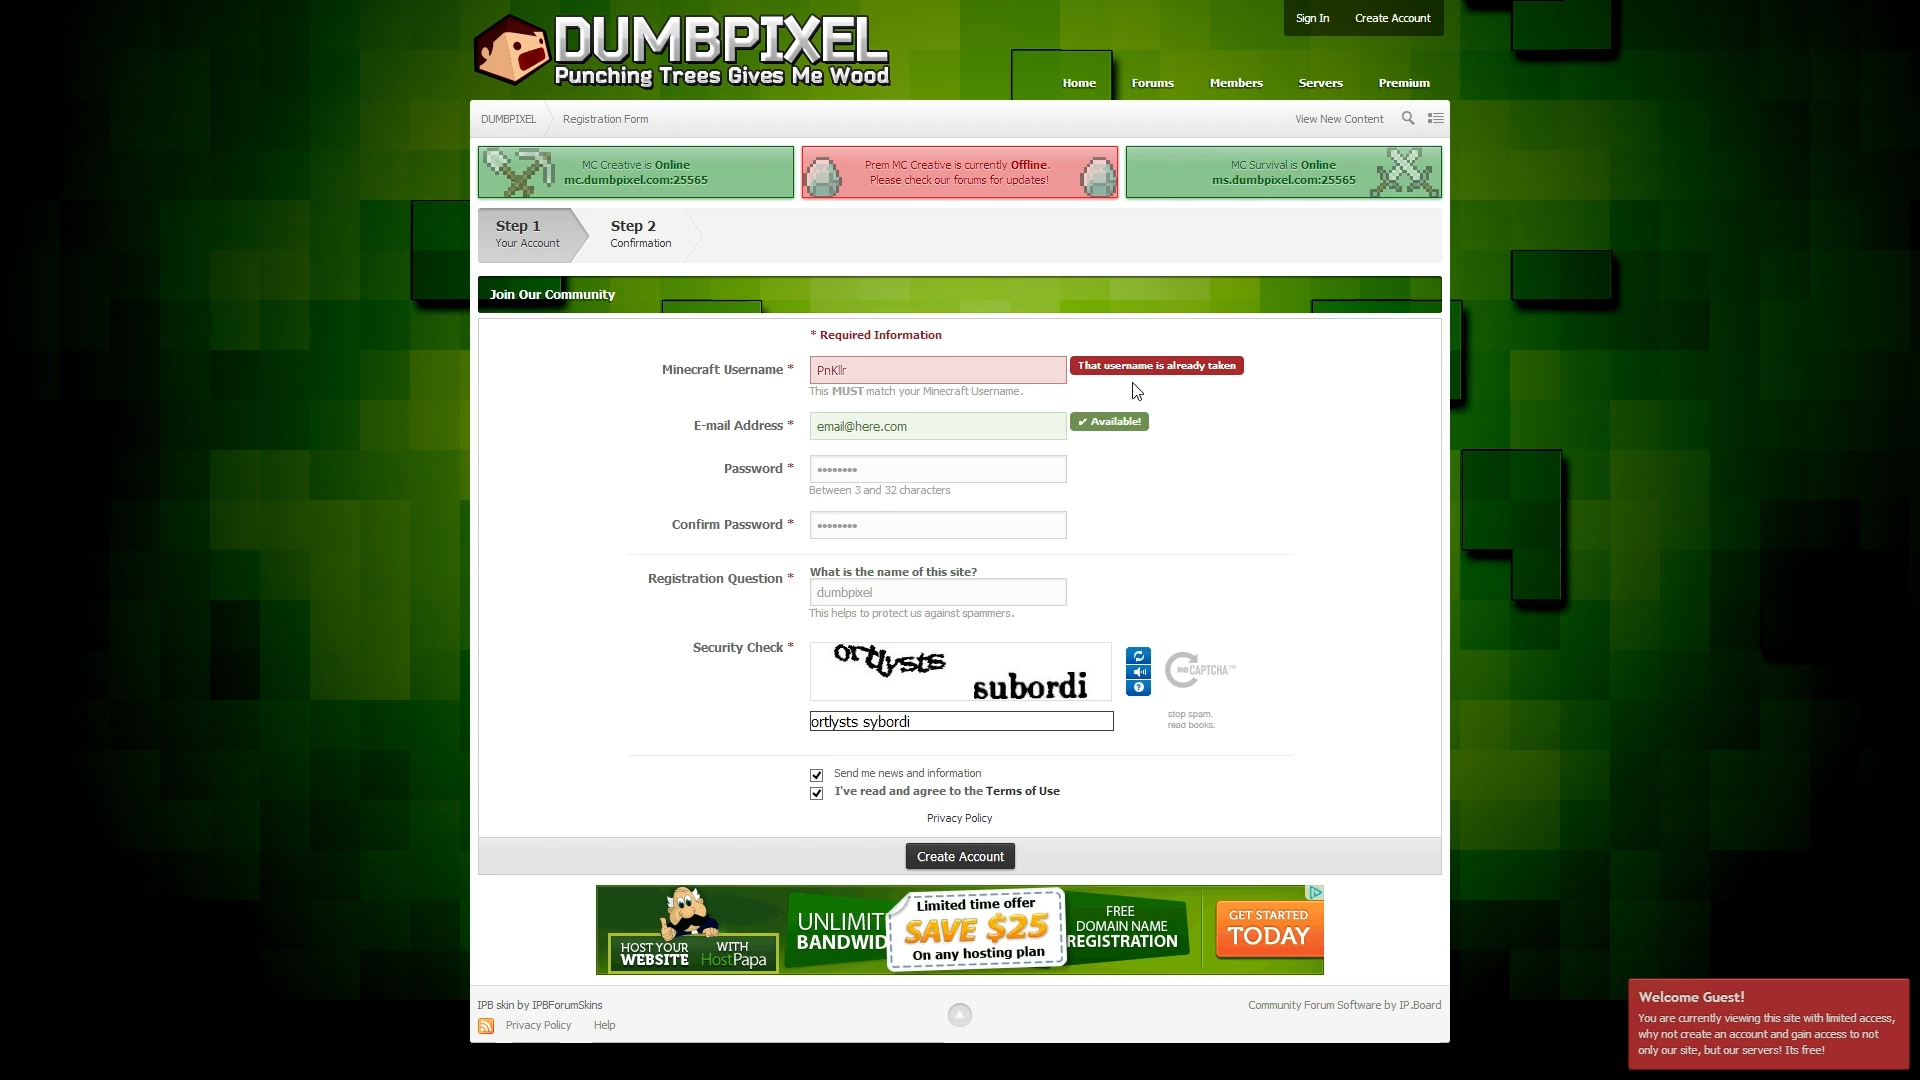 DUMBPIXEL
Punching Trees Gives Me Wood
Sign In
Create Account
Home
Forums
Members
Servers
Premium
DUMBPIXEL
Registration Form
View New Content
MC Creative is Online
mc.dumbpixel.com:25565
Prem MC Creative is currently Offline.
Please check our forums for updates!
MC Survival is Online
ms.dumbpixel.com:25565
Step 1
Your Account
Step 2
Confirmation
Join Our Community
* Required Information
Minecraft Username *
PnKllr
That username is already taken
This MUST match your Minecraft Username.
E-mail Address *
email@here.com
✔ Available!
Password *
••••••••
Between 3 and 32 characters
Confirm Password *
••••••••
Registration Question *
What is the name of this site?
dumbpixel
This helps to protect us against spammers.
Security Check *
ortlysts
subordi
reCAPTCHA™
stop spam.
read books.
ortlysts sybordi
Send me news and information
I've read and agree to the Terms of Use
Privacy Policy
Create Account
HOST YOUR WEBSITE
WITH HostPapa
UNLIMIT
BANDWID
Limited time offer
SAVE $25
On any hosting plan
FREE
DOMAIN NAME
REGISTRATION
GET STARTED
TODAY
IPB skin by IPBForumSkins
Community Forum Software by IP.Board
Privacy Policy
Help
Welcome Guest!
You are currently viewing this site with limited access,
why not create an account and gain access to not
only our site, but our servers! Its free!